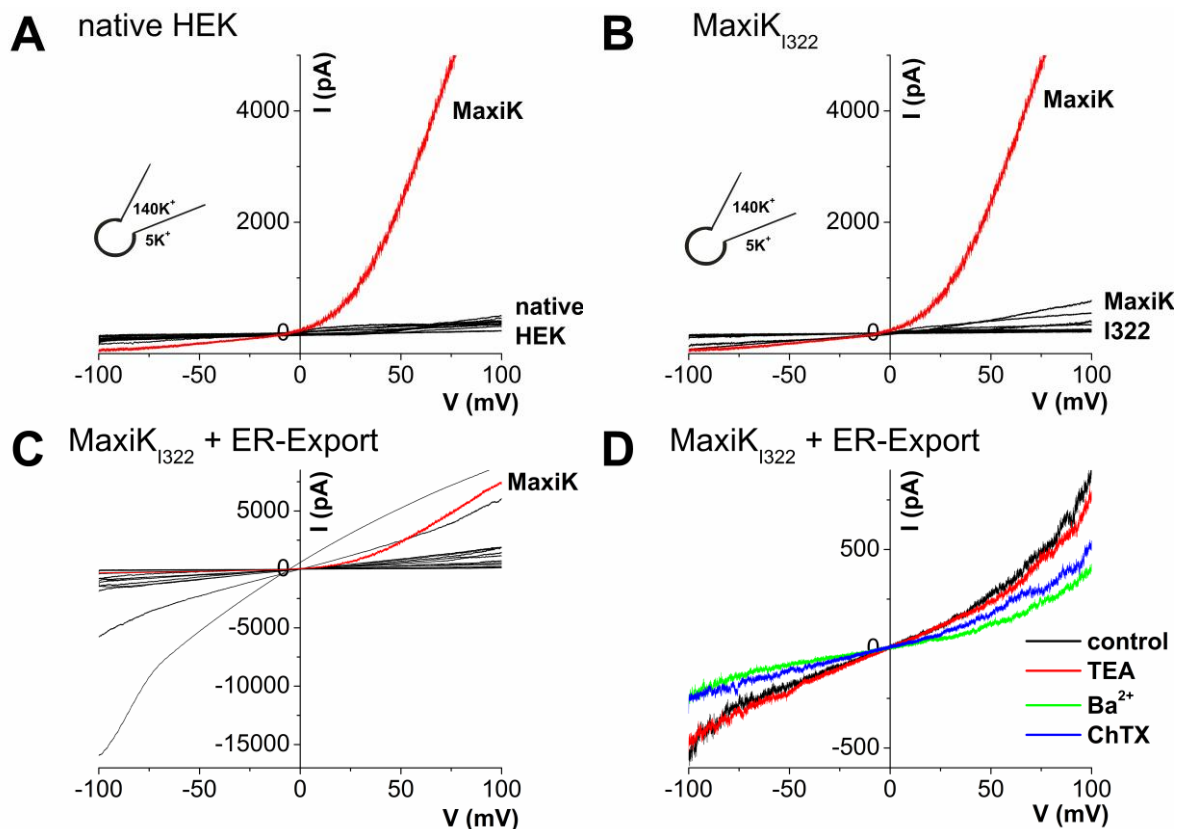 A native HEK
I (pA)
4000
2000
0
MaxiK
140K⁺
5K⁺
native
HEK
-100 -50 0 50 100
V (mV)
B MaxiK_I322
I (pA)
4000
2000
0
MaxiK
140K⁺
5K⁺
MaxiK
I322
-100 -50 0 50 100
V (mV)
C MaxiK_I322 + ER-Export
I (pA)
5000
0
-5000
-10000
-15000
MaxiK
-100 -50 0 50 100
V (mV)
D MaxiK_I322 + ER-Export
I (pA)
500
0
-500
control
TEA
Ba²⁺
ChTX
-100 -50 0 50 100
V (mV)